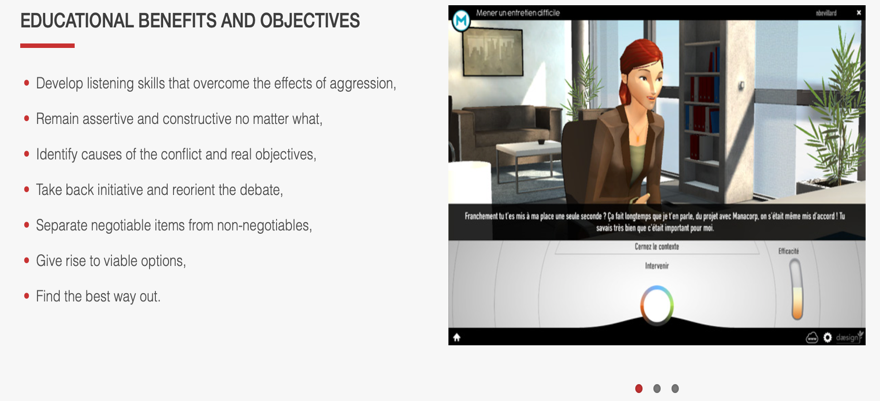 EDUCATIONAL BENEFITS AND OBJECTIVES
Develop listening skills that overcome the effects of aggression,
Remain assertive and constructive no matter what,
Identify causes of the conflict and real objectives,
Take back initiative and reorient the debate,
Separate negotiable items from non-negotiables,
Give rise to viable options,
Find the best way out.
M
Mener un entretien difficile
Franchement tu t'es mis à ma place une seule seconde ? Ça fait longtemps que je t'en parle, du projet avec Manacorp, on s'était même mis d'accord ! Tu
savais très bien que c'était important pour moi.
Cernez le contexte
Intervenir
Efficacité
daesign